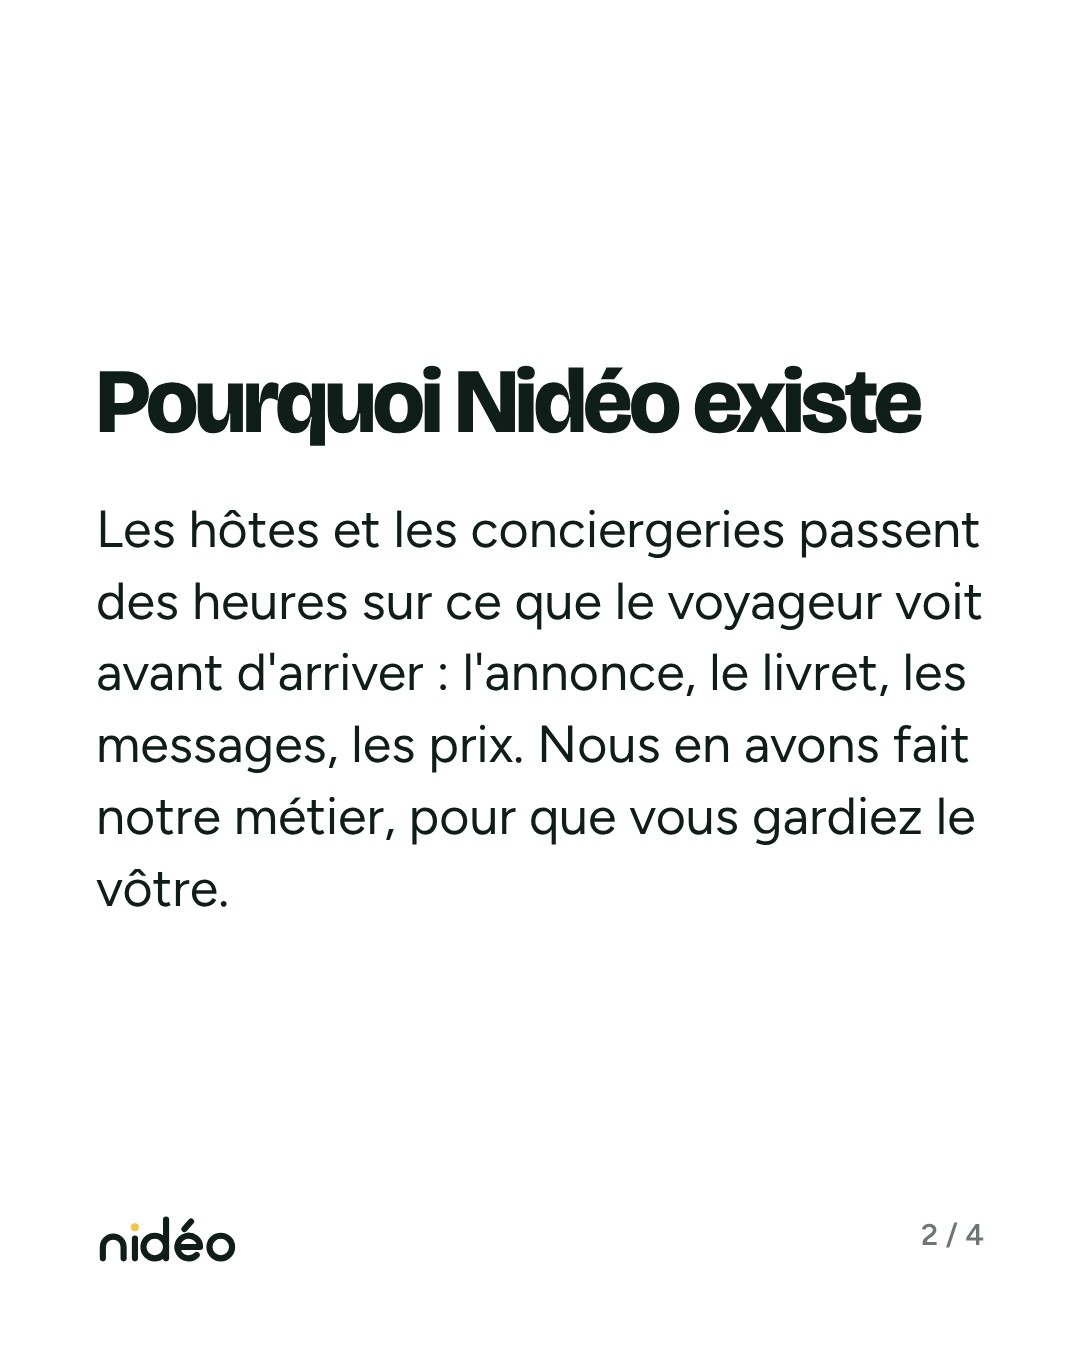 Pourquoi Nidéo existe
Les hôtes et les conciergeries passent
des heures sur ce que le voyageur voit
avant d'arriver : l'annonce, le livret, les
messages, les prix. Nous en avons fait
notre métier, pour que vous gardiez le
vôtre.
nidéo
2 / 4